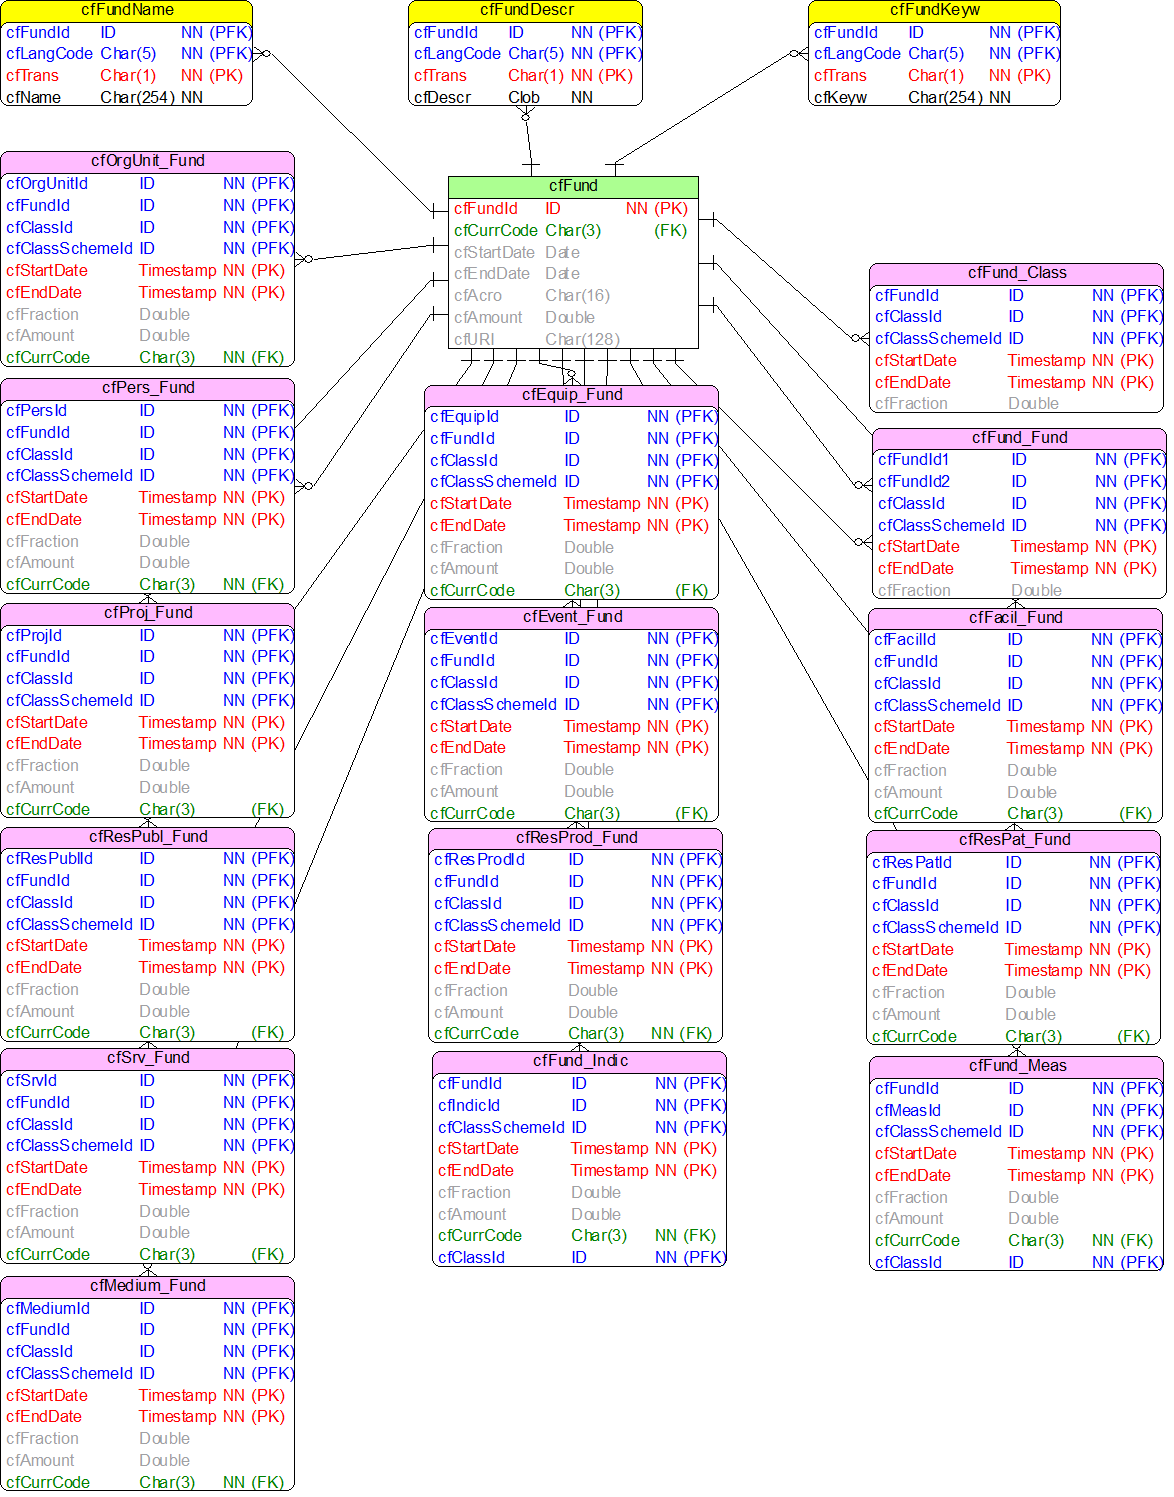 cfFundName
cfFundId ID NN (PFK)
cfLangCode Char(5) NN (PFK)
cfTrans Char(1) NN (PK)
cfName Char(254) NN
cfFundDescr
cfFundId ID NN (PFK)
cfLangCode Char(5) NN (PFK)
cfTrans Char(1) NN (PK)
cfDescr Clob NN
cfFundKeyw
cfFundId ID NN (PFK)
cfLangCode Char(5) NN (PFK)
cfTrans Char(1) NN (PK)
cfKeyw Char(254) NN
cfOrgUnit_Fund
cfOrgUnitId ID NN (PFK)
cfFundId ID NN (PFK)
cfClassId ID NN (PFK)
cfClassSchemeId ID NN (PFK)
cfStartDate Timestamp NN (PK)
cfEndDate Timestamp NN (PK)
cfFraction Double
cfAmount Double
cfCurrCode Char(3) NN (FK)
cfFund
cfFundId ID NN (PK)
cfCurrCode Char(3) (FK)
cfStartDate Date
cfEndDate Date
cfAcro Char(16)
cfAmount Double
cfURI Char(128)
cfFund_Class
cfFundId ID NN (PFK)
cfClassId ID NN (PFK)
cfClassSchemeId ID NN (PFK)
cfStartDate Timestamp NN (PK)
cfEndDate Timestamp NN (PK)
cfFraction Double
cfPers_Fund
cfPersId ID NN (PFK)
cfFundId ID NN (PFK)
cfClassId ID NN (PFK)
cfClassSchemeId ID NN (PFK)
cfStartDate Timestamp NN (PK)
cfEndDate Timestamp NN (PK)
cfFraction Double
cfAmount Double
cfCurrCode Char(3) NN (FK)
cfEquip_Fund
cfEquipId ID NN (PFK)
cfFundId ID NN (PFK)
cfClassId ID NN (PFK)
cfClassSchemeId ID NN (PFK)
cfStartDate Timestamp NN (PK)
cfEndDate Timestamp NN (PK)
cfFraction Double
cfAmount Double
cfCurrCode Char(3) (FK)
cfFund_Fund
cfFundId1 ID NN (PFK)
cfFundId2 ID NN (PFK)
cfClassId ID NN (PFK)
cfClassSchemeId ID NN (PFK)
cfStartDate Timestamp NN (PK)
cfEndDate Timestamp NN (PK)
cfFraction Double
cfProj_Fund
cfProjId ID NN (PFK)
cfFundId ID NN (PFK)
cfClassId ID NN (PFK)
cfClassSchemeId ID NN (PFK)
cfStartDate Timestamp NN (PK)
cfEndDate Timestamp NN (PK)
cfFraction Double
cfAmount Double
cfCurrCode Char(3) (FK)
cfEvent_Fund
cfEventId ID NN (PFK)
cfFundId ID NN (PFK)
cfClassId ID NN (PFK)
cfClassSchemeId ID NN (PFK)
cfStartDate Timestamp NN (PK)
cfEndDate Timestamp NN (PK)
cfFraction Double
cfAmount Double
cfCurrCode Char(3) (FK)
cfFacil_Fund
cfFacilId ID NN (PFK)
cfFundId ID NN (PFK)
cfClassId ID NN (PFK)
cfClassSchemeId ID NN (PFK)
cfStartDate Timestamp NN (PK)
cfEndDate Timestamp NN (PK)
cfFraction Double
cfAmount Double
cfCurrCode Char(3) (FK)
cfResPubl_Fund
cfResPublId ID NN (PFK)
cfFundId ID NN (PFK)
cfClassId ID NN (PFK)
cfClassSchemeId ID NN (PFK)
cfStartDate Timestamp NN (PK)
cfEndDate Timestamp NN (PK)
cfFraction Double
cfAmount Double
cfCurrCode Char(3) (FK)
cfResProd_Fund
cfResProdId ID NN (PFK)
cfFundId ID NN (PFK)
cfClassId ID NN (PFK)
cfClassSchemeId ID NN (PFK)
cfStartDate Timestamp NN (PK)
cfEndDate Timestamp NN (PK)
cfFraction Double
cfAmount Double
cfCurrCode Char(3) NN (FK)
cfResPat_Fund
cfResPatId ID NN (PFK)
cfFundId ID NN (PFK)
cfClassId ID NN (PFK)
cfClassSchemeId ID NN (PFK)
cfStartDate Timestamp NN (PK)
cfEndDate Timestamp NN (PK)
cfFraction Double
cfAmount Double
cfCurrCode Char(3) (FK)
cfSrv_Fund
cfSrvId ID NN (PFK)
cfFundId ID NN (PFK)
cfClassId ID NN (PFK)
cfClassSchemeId ID NN (PFK)
cfStartDate Timestamp NN (PK)
cfEndDate Timestamp NN (PK)
cfFraction Double
cfAmount Double
cfCurrCode Char(3) (FK)
cfFund_Indic
cfFundId ID NN (PFK)
cfIndicId ID NN (PFK)
cfClassSchemeId ID NN (PFK)
cfStartDate Timestamp NN (PK)
cfEndDate Timestamp NN (PK)
cfFraction Double
cfAmount Double
cfCurrCode Char(3) NN (FK)
cfClassId ID NN (PFK)
cfFund_Meas
cfFundId ID NN (PFK)
cfMeasId ID NN (PFK)
cfClassSchemeId ID NN (PFK)
cfStartDate Timestamp NN (PK)
cfEndDate Timestamp NN (PK)
cfFraction Double
cfAmount Double
cfCurrCode Char(3) NN (FK)
cfClassId ID NN (PFK)
cfMedium_Fund
cfMediumId ID NN (PFK)
cfFundId ID NN (PFK)
cfClassId ID NN (PFK)
cfClassSchemeId ID NN (PFK)
cfStartDate Timestamp NN (PK)
cfEndDate Timestamp NN (PK)
cfFraction Double
cfAmount Double
cfCurrCode Char(3) NN (FK)